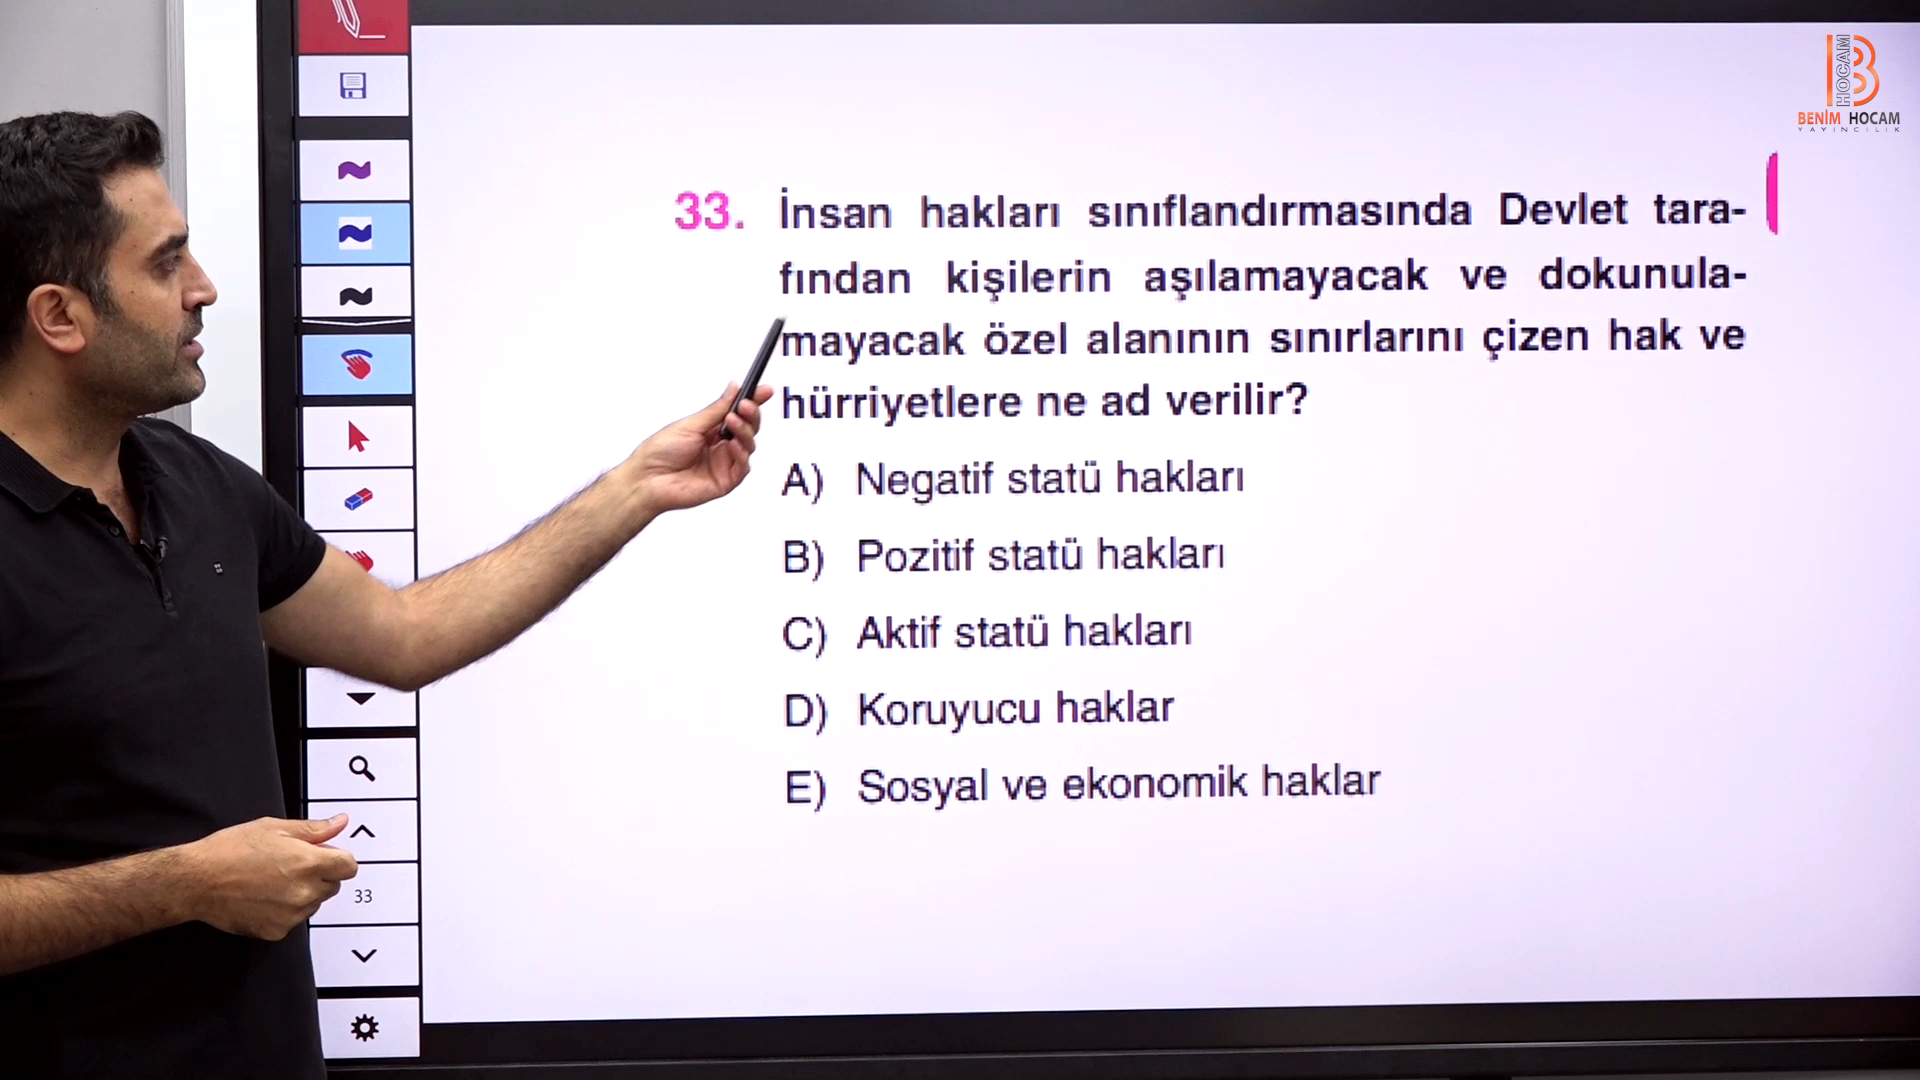 HOCAM
BENİM HOCAM
YAYINCILIK
33. İnsan hakları sınıflandırmasında Devlet tara-
fından kişilerin aşılamayacak ve dokunula-
mayacak özel alanının sınırlarını çizen hak ve
hürriyetlere ne ad verilir?
A) Negatif statü hakları
B) Pozitif statü hakları
C) Aktif statü hakları
D) Koruyucu haklar
E) Sosyal ve ekonomik haklar
33